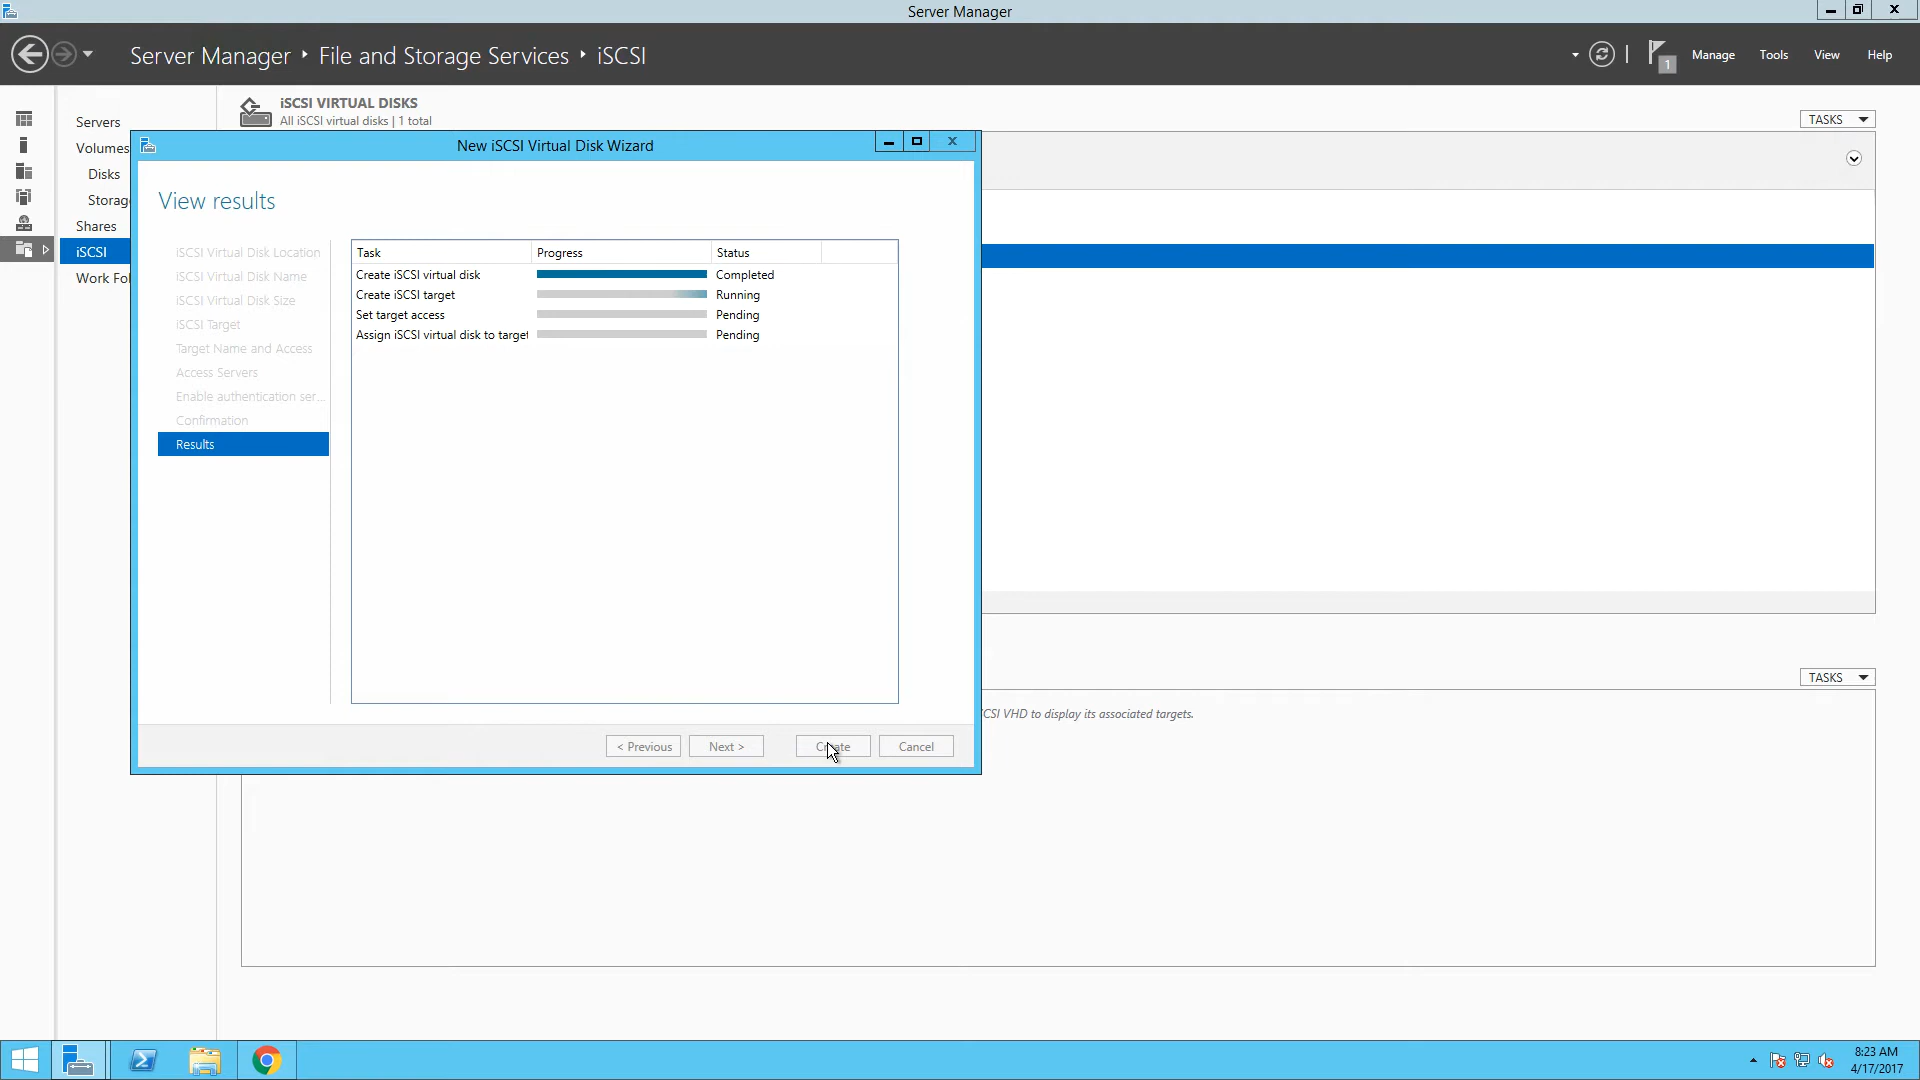 Server Manager
Server Manager ‣ File and Storage Services ‣ iSCSI
1
Manage
Tools
View
Help
Servers
Volumes
Disks
Storag
Shares
iSCSI
Work Fol
iSCSI VIRTUAL DISKS
All iSCSI virtual disks | 1 total
TASKS
New iSCSI Virtual Disk Wizard
View results
iSCSI Virtual Disk Location
iSCSI Virtual Disk Name
iSCSI Virtual Disk Size
iSCSI Target
Target Name and Access
Access Servers
Enable authentication ser...
Confirmation
Results
Task Progress Status
Create iSCSI virtual disk Completed
Create iSCSI target Running
Set target access Pending
Assign iSCSI virtual disk to target Pending
< Previous
Next >
Create
Cancel
TASKS
CSI VHD to display its associated targets.
8:23 AM
4/17/2017